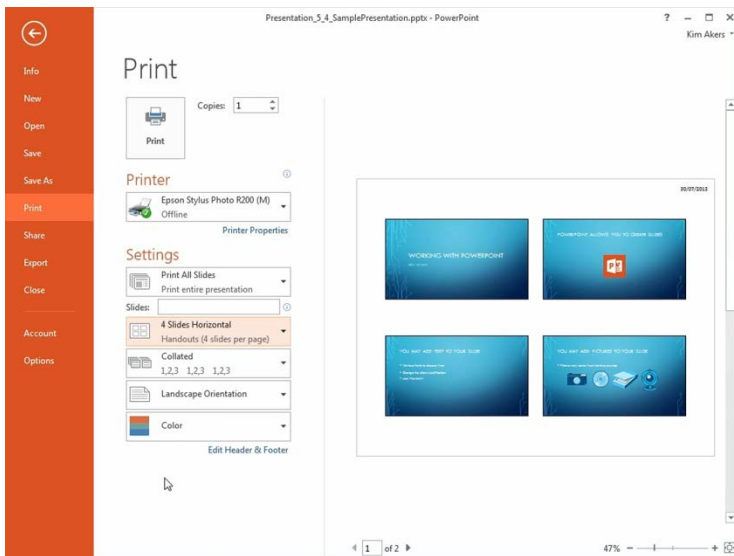 Presentation_5_4_SamplePresentation.pptx - PowerPoint
?
Kim Akers
Info
New
Open
Save
Save As
Print
Share
Export
Close
Account
Options
Print
Copies: 1
Print
Printer
Epson Stylus Photo R200 (M)
Offline
Printer Properties
Settings
Print All Slides
Print entire presentation
Slides:
4 Slides Horizontal
Handouts (4 slides per page)
Collated
1,2,3 1,2,3 1,2,3
Landscape Orientation
Color
Edit Header & Footer
30/07/2013
WORKING WITH POWERPOINT
POWERPOINT ALLOWS YOU TO CREATE SLIDES
P
YOU MAY ADD TEXT TO YOUR SLIDE
YOU MAY ADD PICTURES TO YOUR SLIDE
1 of 2
47%